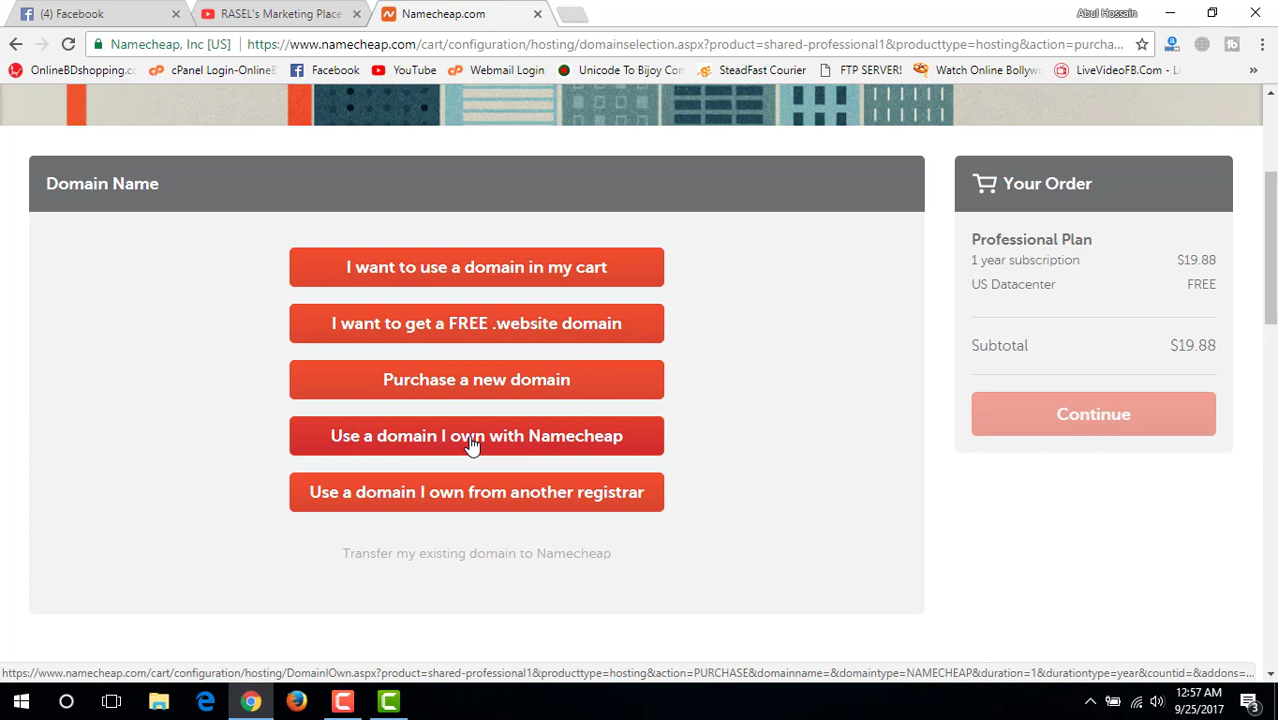 (4) Facebook
RASEL's Marketing Place
Namecheap.com
Abul Hossain
Namecheap, Inc [US]
https://www.namecheap.com/cart/configuration/hosting/domainselection.aspx?product=shared-professional1&producttype=hosting&action=purcha...
OnlineBDshopping.cc
cPanel Login-OnlineB
Facebook
YouTube
Webmail Login
Unicode To Bijoy Con
SteadFast Courier
FTP SERVER!
Watch Online Bollyw
LiveVideoFB.Com - Li
»
Domain Name
I want to use a domain in my cart
I want to get a FREE .website domain
Purchase a new domain
Use a domain I own with Namecheap
Use a domain I own from another registrar
Transfer my existing domain to Namecheap
Your Order
Professional Plan
1 year subscription $19.88
US Datacenter FREE
Subtotal $19.88
Continue
https://www.namecheap.com/cart/configuration/hosting/DomainIOwn.aspx?product=shared-professional1&producttype=hosting&action=PURCHASE&domainname=&domaintype=NAMECHEAP&duration=1&durationtype=year&countid=&addons=...
12:57 AM
9/25/2017
3